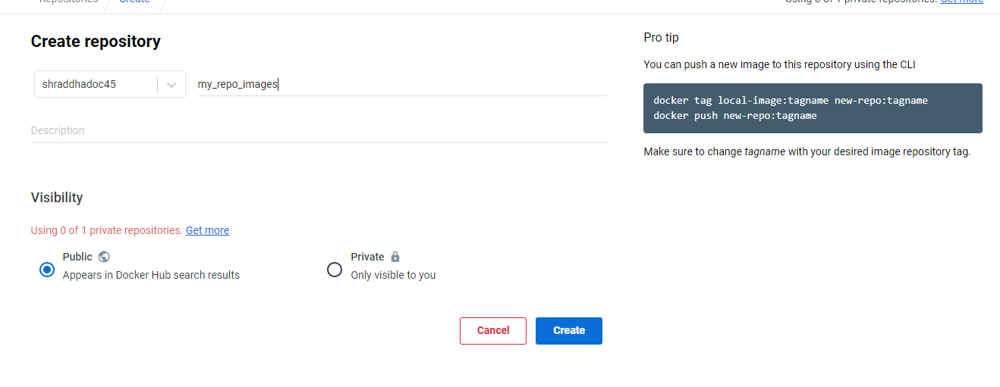 Repositories Create
Using 0 of 1 private repositories. Get more
Create repository
shraddhadoc45
my_repo_images
Description
Visibility
Using 0 of 1 private repositories. Get more
Public
Appears in Docker Hub search results
Private
Only visible to you
Cancel
Create
Pro tip
You can push a new image to this repository using the CLI
docker tag local-image:tagname new-repo:tagname
docker push new-repo:tagname
Make sure to change tagname with your desired image repository tag.